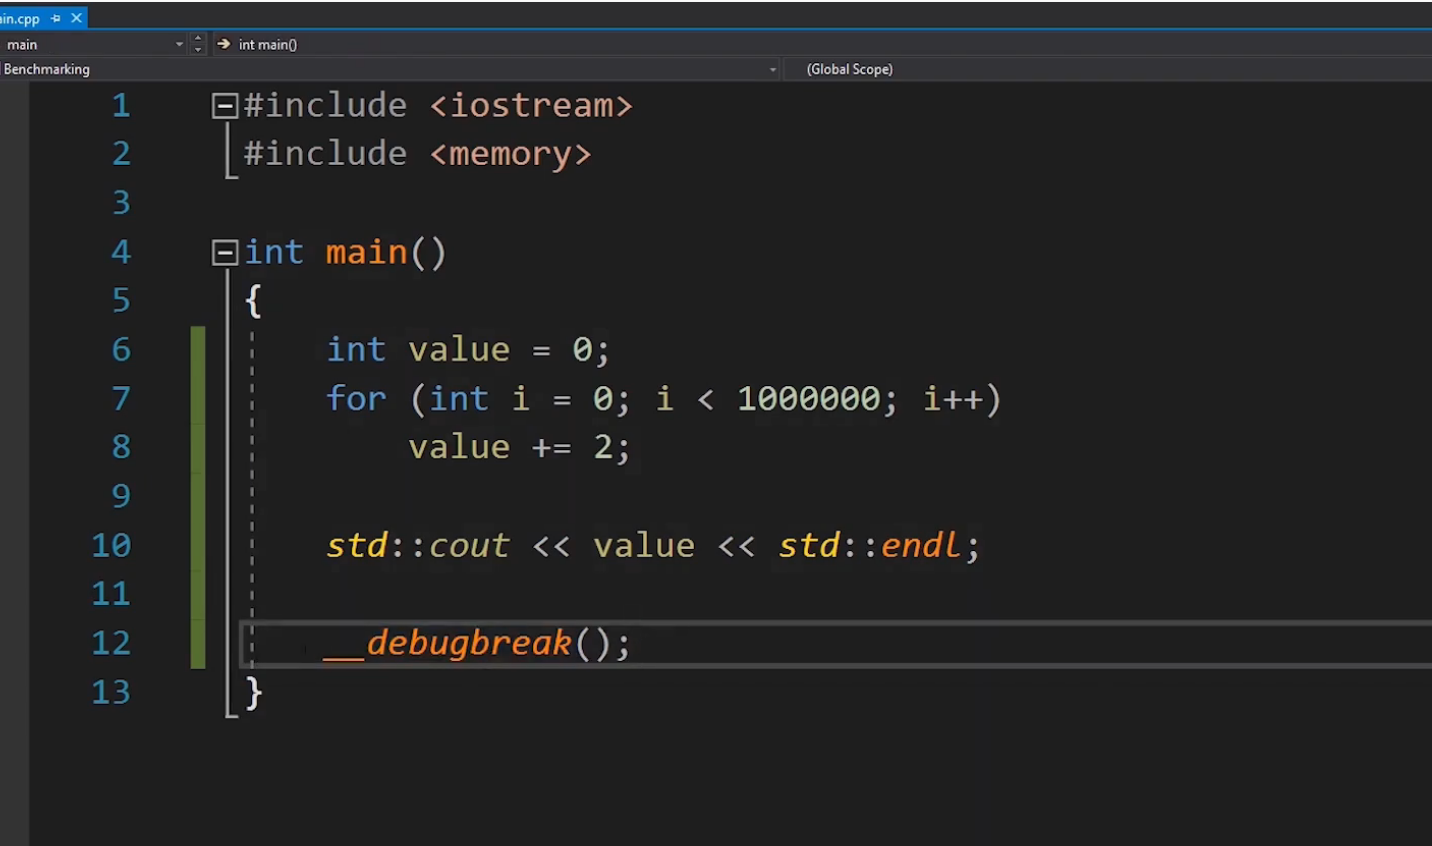 in.cpp
main int main()
Benchmarking (Global Scope)
1 #include <iostream>
2 #include <memory>
3
4 int main()
5 {
6 int value = 0;
7 for (int i = 0; i < 1000000; i++)
8 value += 2;
9
10 std::cout << value << std::endl;
11
12 __debugbreak();
13 }